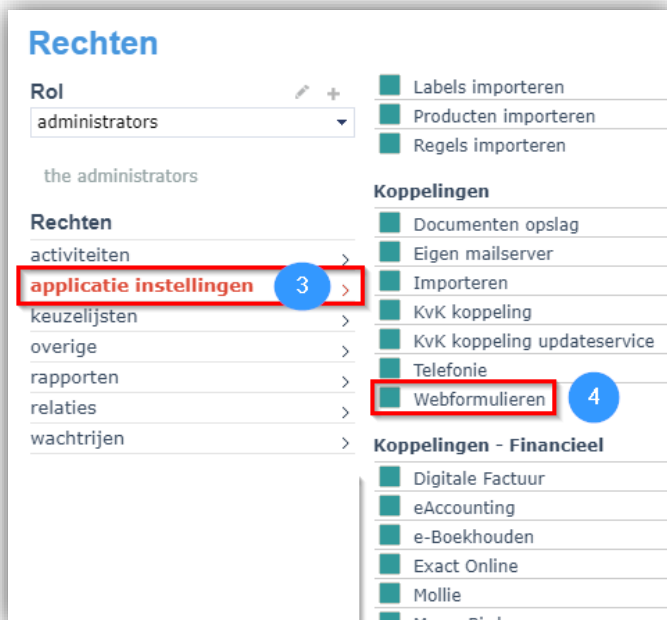 Rechten
Rol
administrators
the administrators
Rechten
activiteiten
applicatie instellingen 3
keuzelijsten
overige
rapporten
relaties
wachtrijen
Labels importeren
Producten importeren
Regels importeren
Koppelingen
Documenten opslag
Eigen mailserver
Importeren
KvK koppeling
KvK koppeling updateservice
Telefonie
Webformulieren 4
Koppelingen - Financieel
Digitale Factuur
eAccounting
e-Boekhouden
Exact Online
Mollie